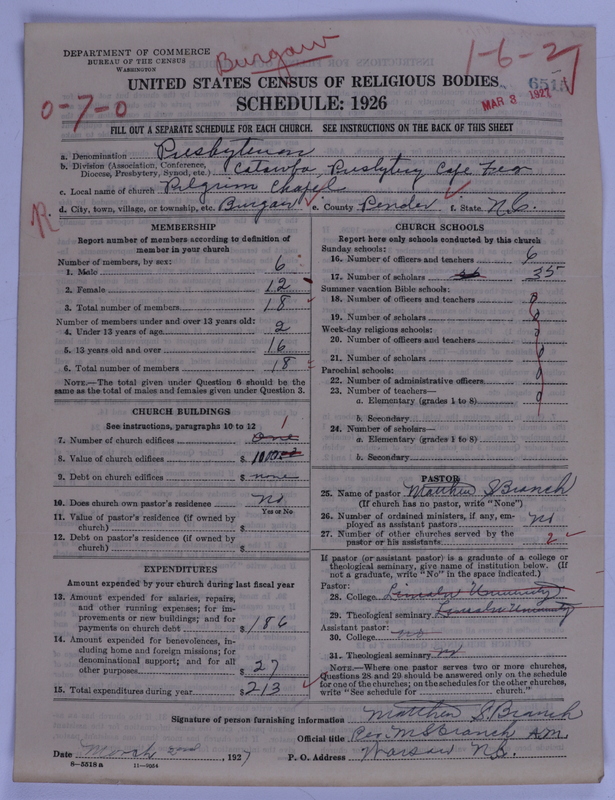 DEPARTMENT OF COMMERCE
BUREAU OF THE CENSUS
WASHINGTON
Burgaw
1-6-27
UNITED STATES CENSUS OF RELIGIOUS BODIES
SCHEDULE: 1926
0-7-0
MAR 3 1927
FILL OUT A SEPARATE SCHEDULE FOR EACH CHURCH. SEE INSTRUCTIONS ON THE BACK OF THIS SHEET
a. Denomination Presbyterian
b. Division (Association, Conference, Diocese, Presbytery, Synod, etc.) Catawba, Presbytery Cape Fear
c. Local name of church Pilgrim Chapel
d. City, town, village, or township, etc. Burgaw e. County Pender f. State N.C.
R
MEMBERSHIP
Report number of members according to definition of member in your church
Number of members, by sex:
1. Male 6
2. Female 12
3. Total number of members 18
Number of members under and over 13 years old:
4. Under 13 years of age 2
5. 13 years old and over 16
6. Total number of members 18
NOTE.—The total given under Question 6 should be the same as the total of males and females given under Question 3.
CHURCH BUILDINGS
See instructions, paragraphs 10 to 12
7. Number of church edifices one 1
8. Value of church edifices $ 1000.00
9. Debt on church edifices $ none
10. Does church own pastor's residence no
Yes or No
11. Value of pastor's residence (if owned by church) $
12. Debt on pastor's residence (if owned by church) $
EXPENDITURES
Amount expended by your church during last fiscal year
13. Amount expended for salaries, repairs, and other running expenses; for improvements or new buildings; and for payments on church debt $ 186
14. Amount expended for benevolences, including home and foreign missions; for denominational support; and for all other purposes $ 27
15. Total expenditures during year $ 213
CHURCH SCHOOLS
Report here only schools conducted by this church
Sunday schools:
16. Number of officers and teachers 6
17. Number of scholars 35
Summer vacation Bible schools:
18. Number of officers and teachers 0
19. Number of scholars 0
Week-day religious schools:
20. Number of officers and teachers
21. Number of scholars 0
Parochial schools:
22. Number of administrative officers 0
23. Number of teachers—
a. Elementary (grades 1 to 8) 0
b. Secondary
24. Number of scholars—
a. Elementary (grades 1 to 8)
b. Secondary
PASTOR
25. Name of pastor Matthew S Branch
(If church has no pastor, write "None")
26. Number of ordained ministers, if any, employed as assistant pastors no
27. Number of other churches served by the pastor or his assistants 2
If pastor (or assistant pastor) is a graduate of a college or theological seminary, give name of institution below. (If not a graduate, write "No" in the space indicated.)
Pastor:
28. College Lincoln University
29. Theological seminary Lincoln University
Assistant pastor:
30. College no
31. Theological seminary no
NOTE.—Where one pastor serves two or more churches, Questions 28 and 29 should be answered only on the schedule for one of the churches; on the schedules for the other churches, write "See schedule for church."
Signature of person furnishing information Matthew S. Branch
Official title Rev. M S Branch A.M.
Date March 2nd, 1927 P. O. Address Warsaw N.C.
8-5518 a 11-9054